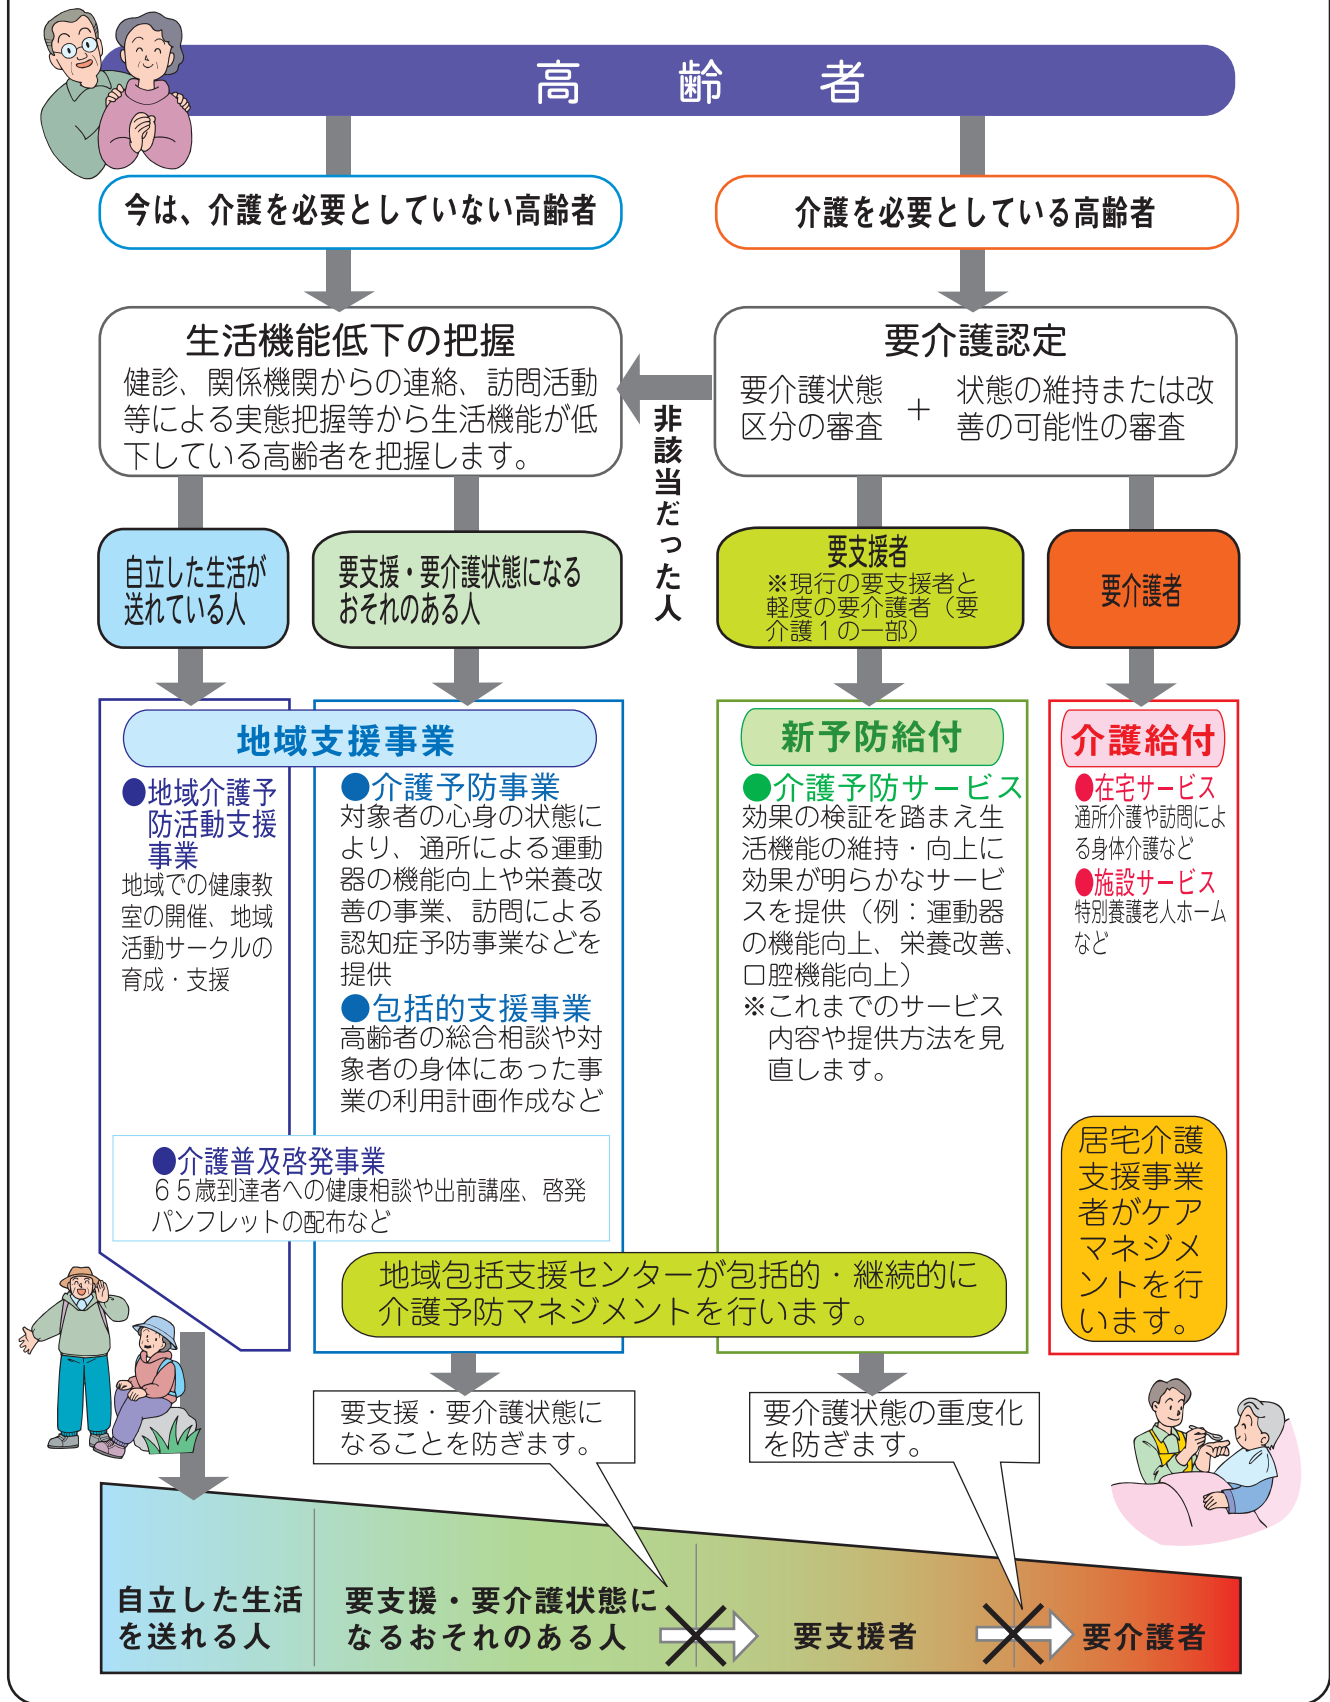 高齢者
今は、介護を必要としていない高齢者
介護を必要としている高齢者
生活機能低下の把握
健診、関係機関からの連絡、訪問活動
等による実態把握等から生活機能が低
下している高齢者を把握します。
要介護認定
要介護状態
区分の審査
＋
状態の維持または改
善の可能性の審査
非該当だった人
自立した生活が
送れている人
要支援・要介護状態になる
おそれのある人
要支援者
※現行の要支援者と
軽度の要介護者（要
介護１の一部）
要介護者
地域支援事業
●地域介護予
防活動支援
事業
地域での健康教
室の開催、地域
活動サークルの
育成・支援
●介護予防事業
対象者の心身の状態に
より、通所による運動
器の機能向上や栄養改
善の事業、訪問による
認知症予防事業などを
提供
●包括的支援事業
高齢者の総合相談や対
象者の身体にあった事
業の利用計画作成など
●介護普及啓発事業
６５歳到達者への健康相談や出前講座、啓発
パンフレットの配布など
新予防給付
●介護予防サービス
効果の検証を踏まえ生
活機能の維持・向上に
効果が明らかなサービ
スを提供（例：運動器
の機能向上、栄養改善、
口腔機能向上）
※これまでのサービス
内容や提供方法を見
直します。
介護給付
●在宅サービス
通所介護や訪問によ
る身体介護など
●施設サービス
特別養護老人ホーム
など
居宅介護
支援事業
者がケア
マネジメ
ントを行
います。
地域包括支援センターが包括的・継続的に
介護予防マネジメントを行います。
要支援・要介護状態に
なることを防ぎます。
要介護状態の重度化
を防ぎます。
自立した生活
を送れる人
要支援・要介護状態に
なるおそれのある人
要支援者
要介護者